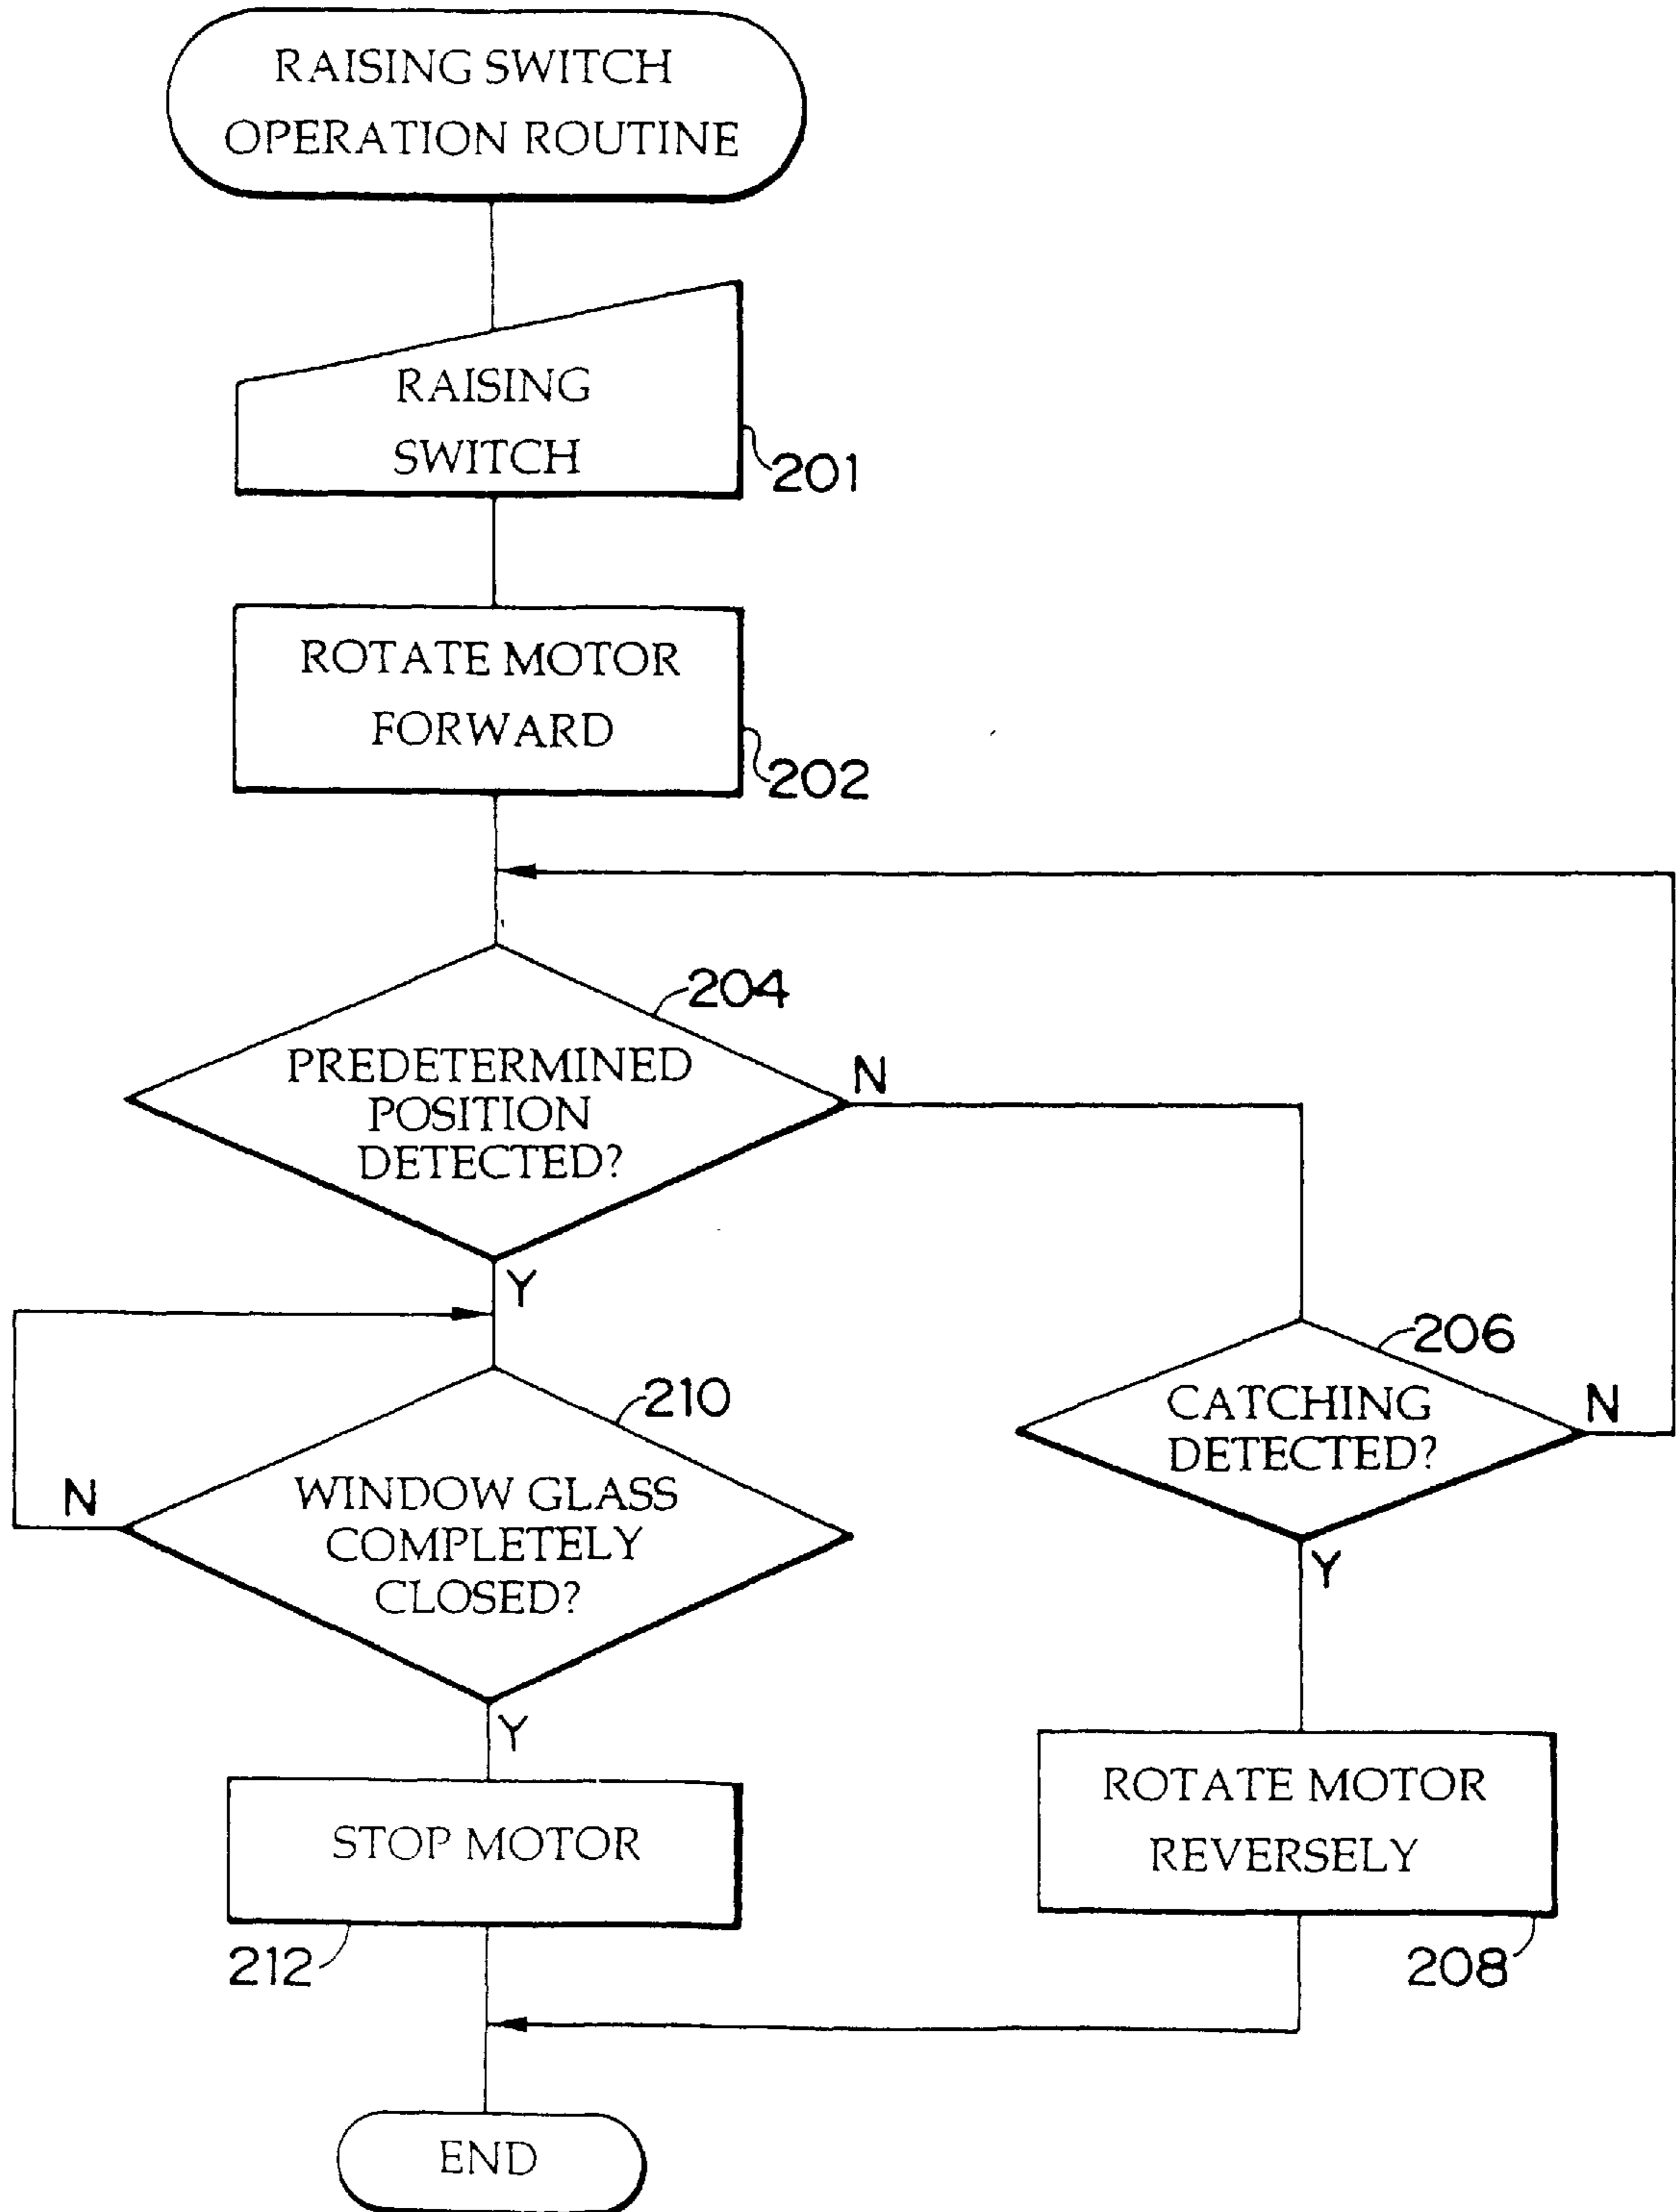 RAISING SWITCH
OPERATION ROUTINE
RAISING
SWITCH
201
ROTATE MOTOR
FORWARD
202
204
PREDETERMINED
POSITION
DETECTED?
N
Y
206
CATCHING
DETECTED?
N
Y
210
WINDOW GLASS
COMPLETELY
CLOSED?
N
Y
ROTATE MOTOR
REVERSELY
208
STOP MOTOR
212
END